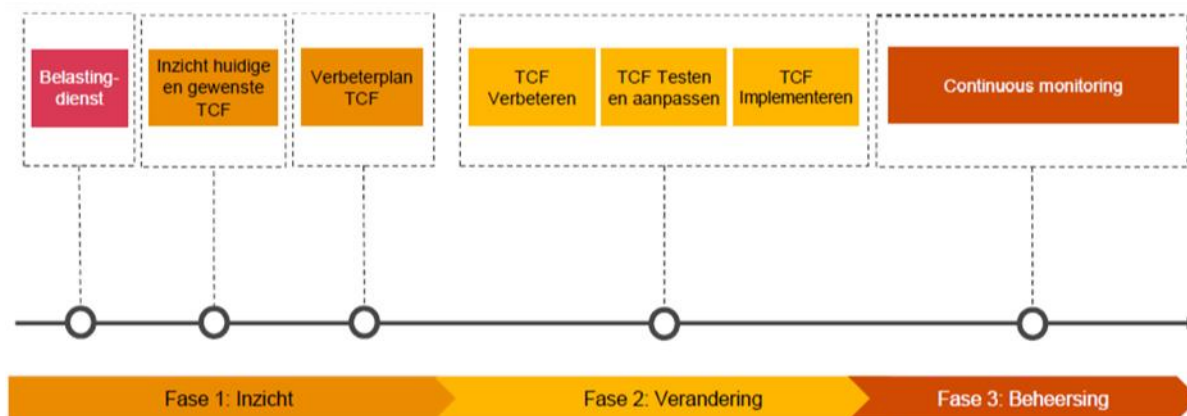 Belasting-
dienst
Inzicht huidige
en gewenste
TCF
Verbeterplan
TCF
TCF
Verbeteren
TCF Testen
en aanpassen
TCF
Implementeren
Continuous monitoring
Fase 1: Inzicht
Fase 2: Verandering
Fase 3: Beheersing